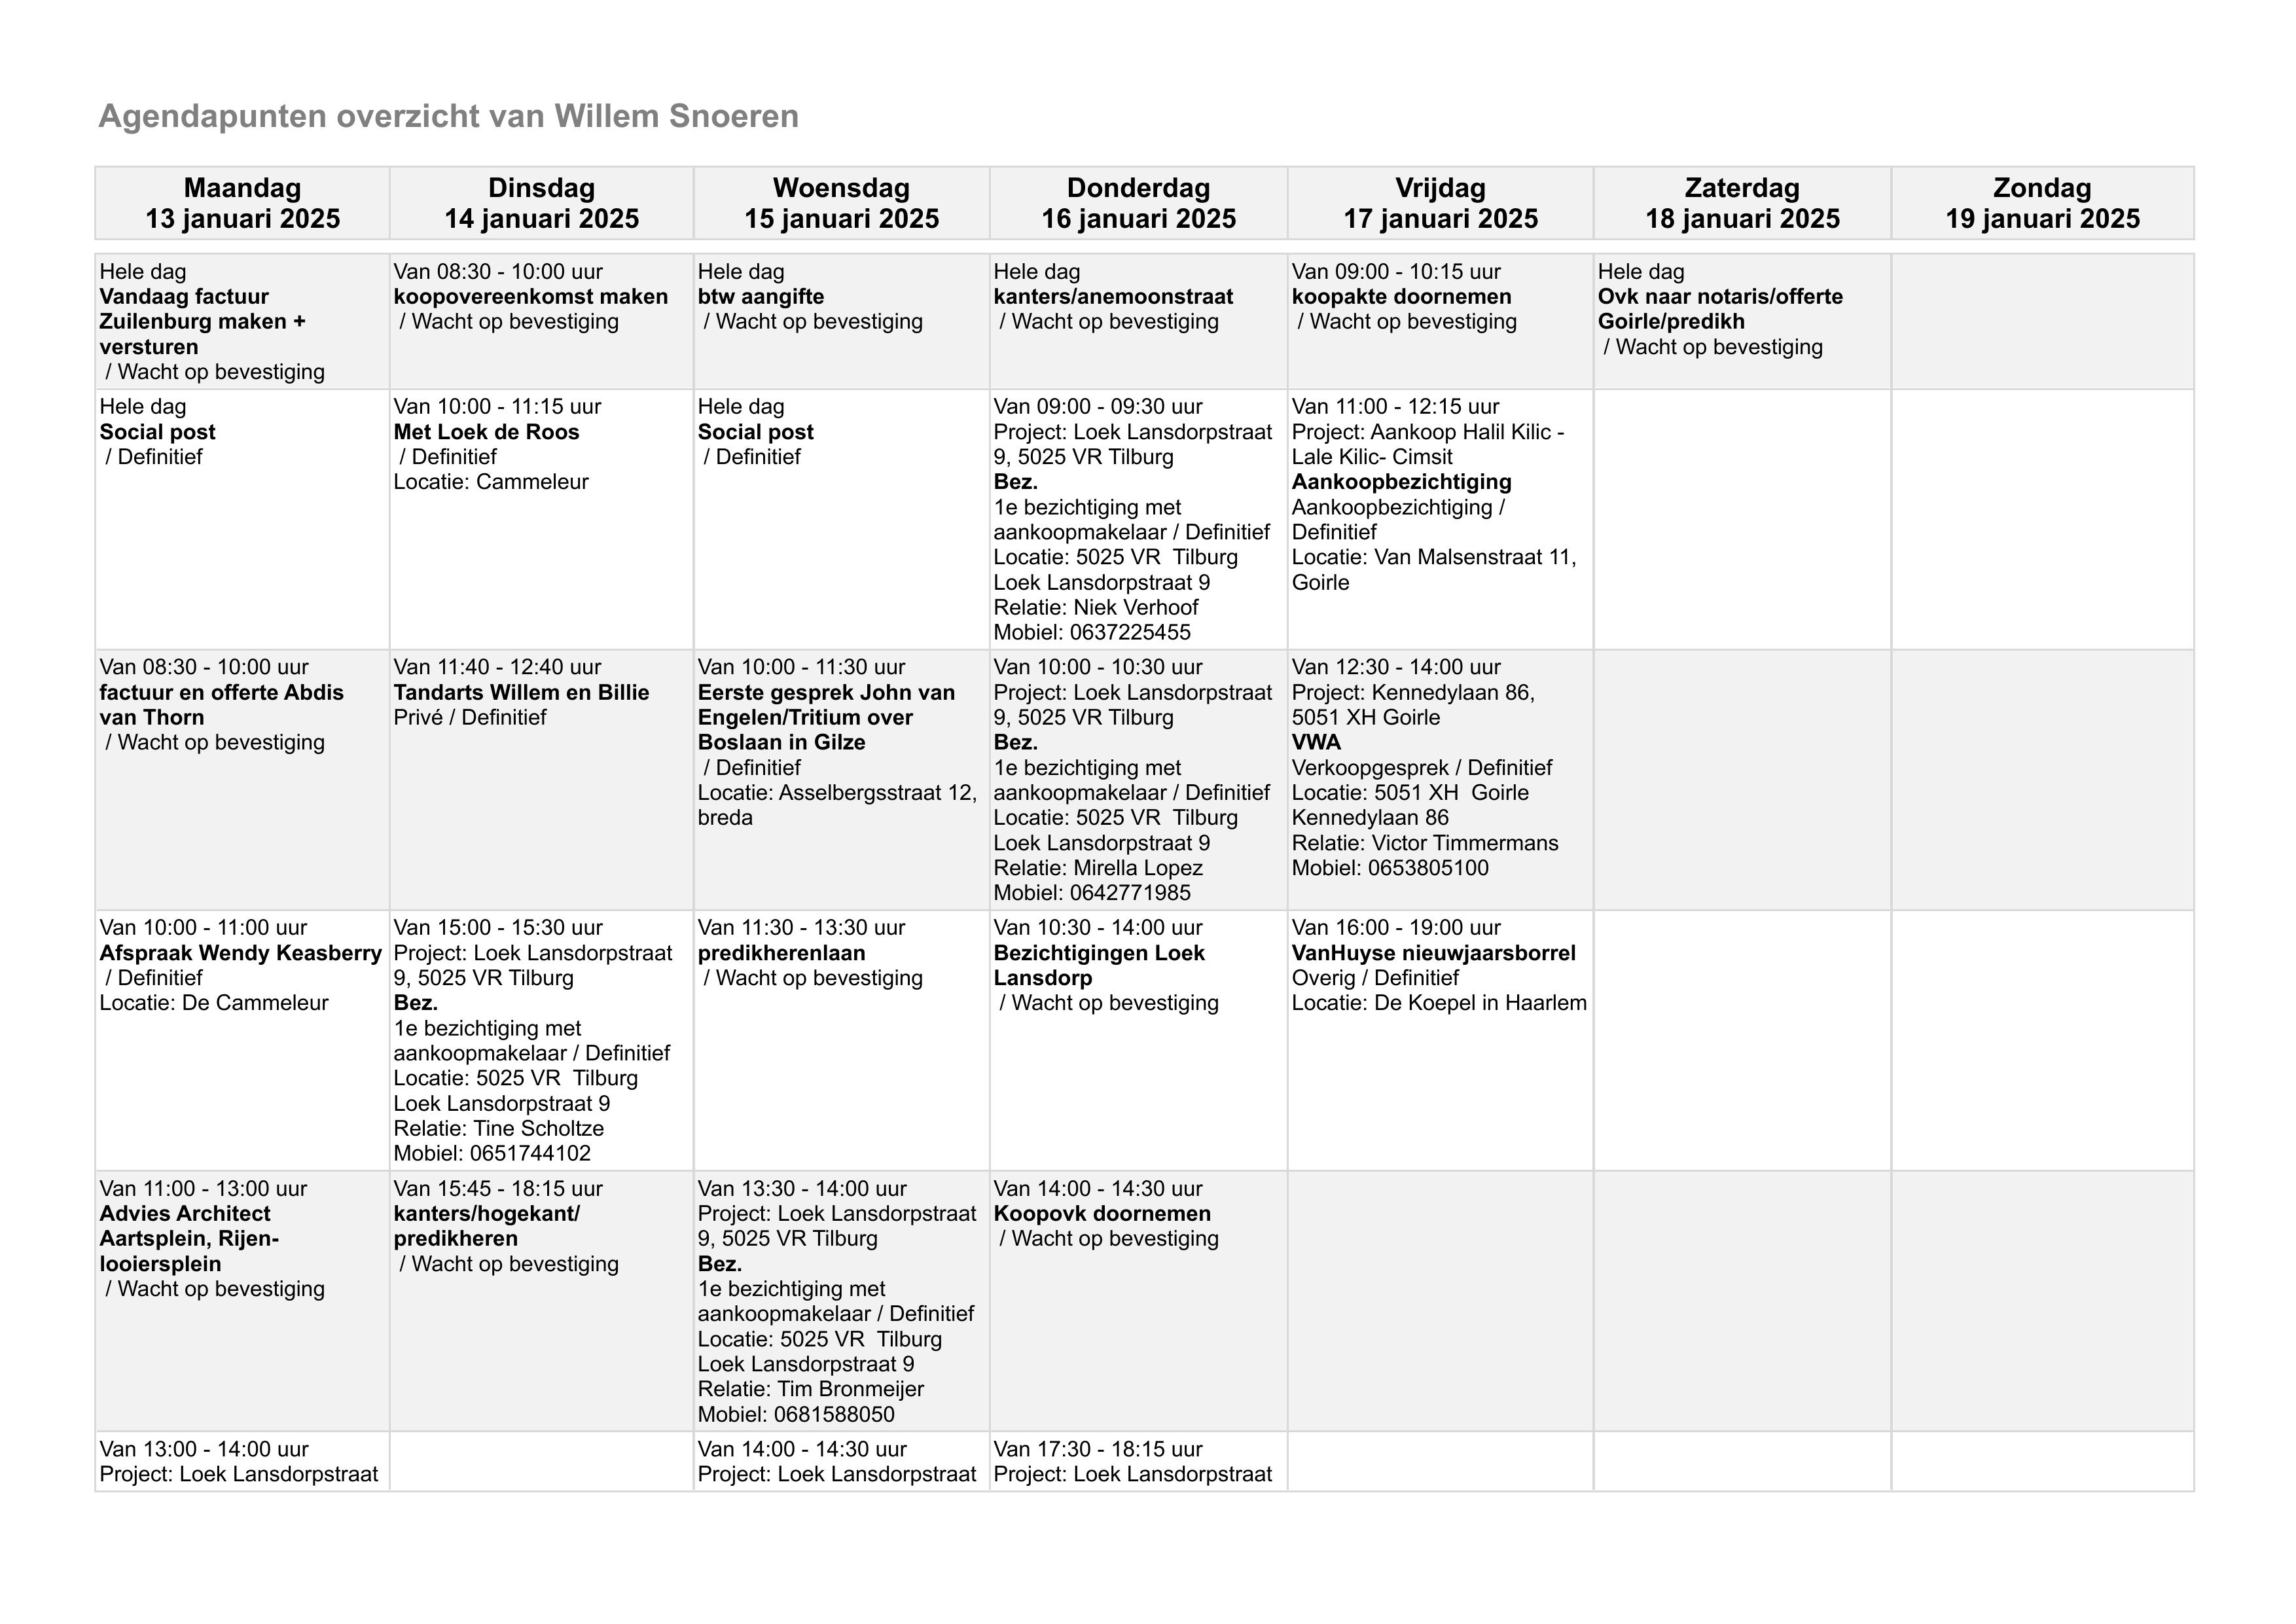 Agendapunten overzicht van Willem Snoeren
Maandag
13 januari 2025
Dinsdag
14 januari 2025
Woensdag
15 januari 2025
Donderdag
16 januari 2025
Vrijdag
17 januari 2025
Zaterdag
18 januari 2025
Zondag
19 januari 2025
Hele dag
Vandaag factuur
Zuilenburg maken +
versturen
/ Wacht op bevestiging
Van 08:30 - 10:00 uur
koopovereenkomst maken
/ Wacht op bevestiging
Hele dag
btw aangifte
/ Wacht op bevestiging
Hele dag
kanters/anemoonstraat
/ Wacht op bevestiging
Van 09:00 - 10:15 uur
koopakte doornemen
/ Wacht op bevestiging
Hele dag
Ovk naar notaris/offerte
Goirle/predikh
/ Wacht op bevestiging
Hele dag
Social post
/ Definitief
Van 10:00 - 11:15 uur
Met Loek de Roos
/ Definitief
Locatie: Cammeleur
Hele dag
Social post
/ Definitief
Van 09:00 - 09:30 uur
Project: Loek Lansdorpstraat
9, 5025 VR Tilburg
Bez.
1e bezichtiging met
aankoopmakelaar / Definitief
Locatie: 5025 VR  Tilburg
Loek Lansdorpstraat 9
Relatie: Niek Verhoof
Mobiel: 0637225455
Van 11:00 - 12:15 uur
Project: Aankoop Halil Kilic -
Lale Kilic- Cimsit
Aankoopbezichtiging
Aankoopbezichtiging /
Definitief
Locatie: Van Malsenstraat 11,
Goirle
Van 08:30 - 10:00 uur
factuur en offerte Abdis
van Thorn
/ Wacht op bevestiging
Van 11:40 - 12:40 uur
Tandarts Willem en Billie
Privé / Definitief
Van 10:00 - 11:30 uur
Eerste gesprek John van
Engelen/Tritium over
Boslaan in Gilze
/ Definitief
Locatie: Asselbergsstraat 12,
breda
Van 10:00 - 10:30 uur
Project: Loek Lansdorpstraat
9, 5025 VR Tilburg
Bez.
1e bezichtiging met
aankoopmakelaar / Definitief
Locatie: 5025 VR  Tilburg
Loek Lansdorpstraat 9
Relatie: Mirella Lopez
Mobiel: 0642771985
Van 12:30 - 14:00 uur
Project: Kennedylaan 86,
5051 XH Goirle
VWA
Verkoopgesprek / Definitief
Locatie: 5051 XH  Goirle
Kennedylaan 86
Relatie: Victor Timmermans
Mobiel: 0653805100
Van 10:00 - 11:00 uur
Afspraak Wendy Keasberry
/ Definitief
Locatie: De Cammeleur
Van 15:00 - 15:30 uur
Project: Loek Lansdorpstraat
9, 5025 VR Tilburg
Bez.
1e bezichtiging met
aankoopmakelaar / Definitief
Locatie: 5025 VR  Tilburg
Loek Lansdorpstraat 9
Relatie: Tine Scholtze
Mobiel: 0651744102
Van 11:30 - 13:30 uur
predikherenlaan
/ Wacht op bevestiging
Van 10:30 - 14:00 uur
Bezichtigingen Loek
Lansdorp
/ Wacht op bevestiging
Van 16:00 - 19:00 uur
VanHuyse nieuwjaarsborrel
Overig / Definitief
Locatie: De Koepel in Haarlem
Van 11:00 - 13:00 uur
Advies Architect
Aartsplein, Rijen-
looiersplein
/ Wacht op bevestiging
Van 15:45 - 18:15 uur
kanters/hogekant/
predikheren
/ Wacht op bevestiging
Van 13:30 - 14:00 uur
Project: Loek Lansdorpstraat
9, 5025 VR Tilburg
Bez.
1e bezichtiging met
aankoopmakelaar / Definitief
Locatie: 5025 VR  Tilburg
Loek Lansdorpstraat 9
Relatie: Tim Bronmeijer
Mobiel: 0681588050
Van 14:00 - 14:30 uur
Koopovk doornemen
/ Wacht op bevestiging
Van 13:00 - 14:00 uur
Project: Loek Lansdorpstraat
Van 14:00 - 14:30 uur
Project: Loek Lansdorpstraat
Van 17:30 - 18:15 uur
Project: Loek Lansdorpstraat